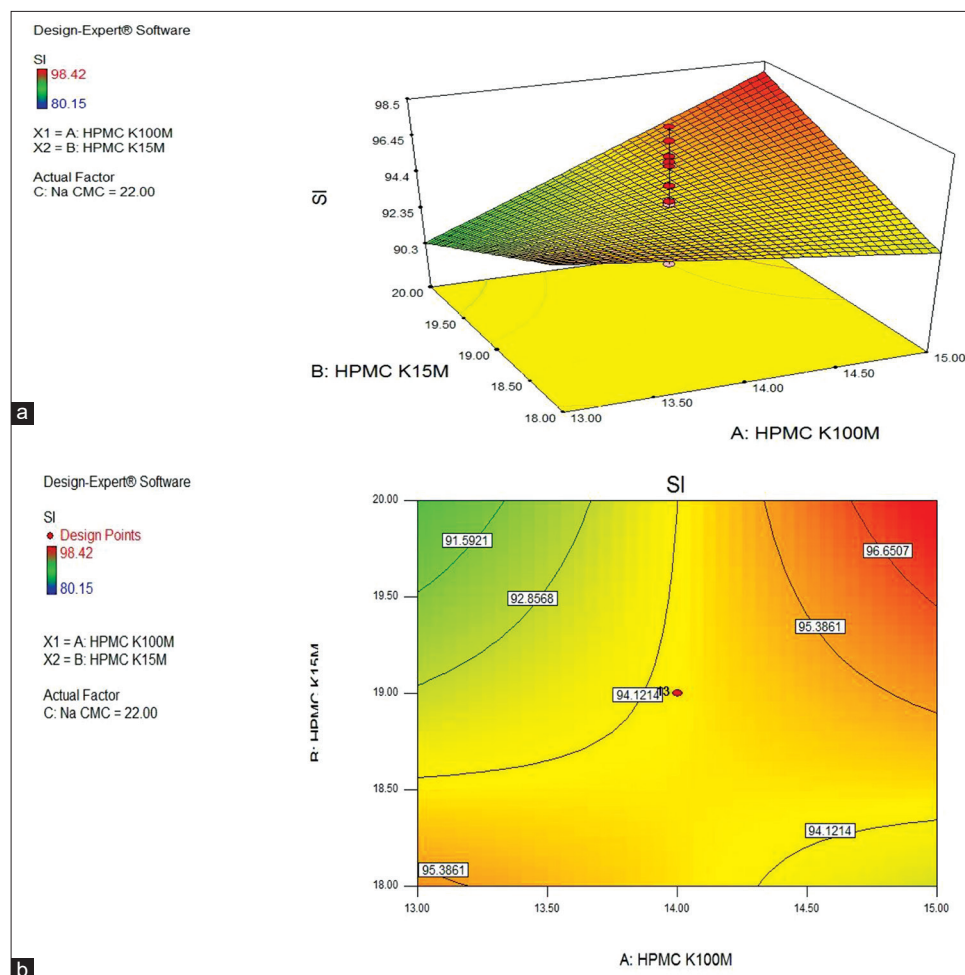 Design-Expert® Software
SI
98.42
80.15
X1 = A: HPMC K100M
X2 = B: HPMC K15M
Actual Factor
C: Na CMC = 22.00
98.5
96.45
94.4
92.35
90.3
SI
20.00
19.50
19.00
18.50
18.00
B: HPMC K15M
13.00
13.50
14.00
14.50
15.00
A: HPMC K100M
a
Design-Expert® Software
SI
Design Points
98.42
80.15
X1 = A: HPMC K100M
X2 = B: HPMC K15M
Actual Factor
C: Na CMC = 22.00
SI
20.00
19.50
19.00
18.50
18.00
B: HPMC K15M
91.5921
92.8568
94.1214
13
95.3861
96.6507
94.1214
95.3861
13.00
13.50
14.00
14.50
15.00
A: HPMC K100M
b